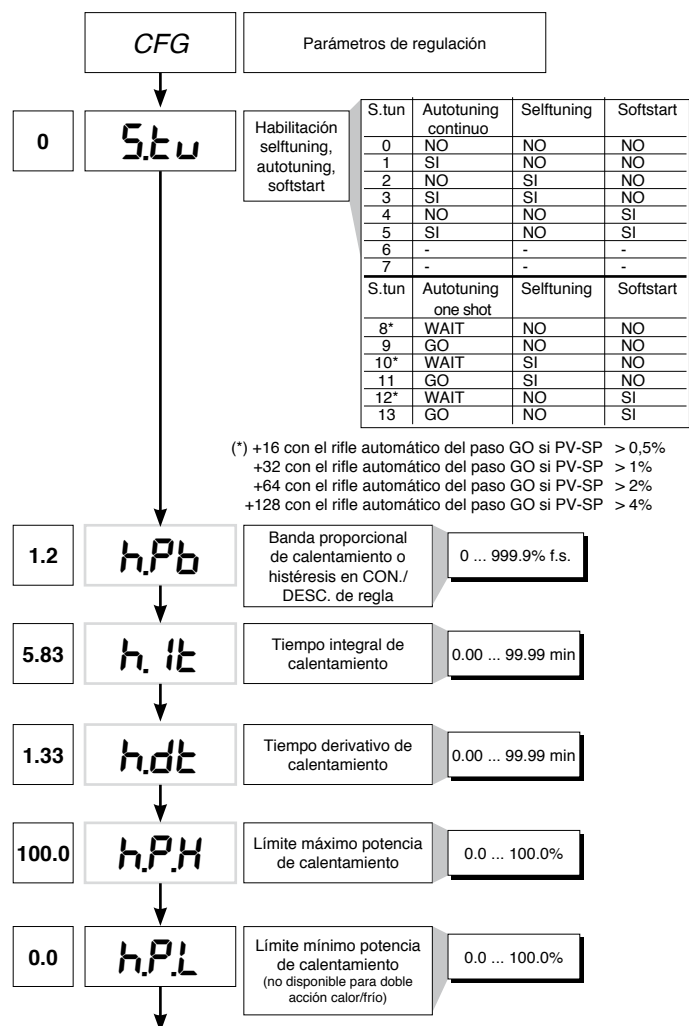 CFG
Parámetros de regulación
0
S.tu
Habilitación
selftuning,
autotuning,
softstart
S.tun Autotuning continuo Selftuning Softstart
0 NO NO NO
1 SI NO NO
2 NO SI NO
3 SI SI NO
4 NO NO SI
5 SI NO SI
6 - - -
7 - - -
S.tun Autotuning one shot Selftuning Softstart
8* WAIT NO NO
9 GO NO NO
10* WAIT SI NO
11 GO SI NO
12* WAIT NO SI
13 GO NO SI
(*) +16 con el rifle automático del paso GO si PV-SP > 0,5%
+32 con el rifle automático del paso GO si PV-SP > 1%
+64 con el rifle automático del paso GO si PV-SP > 2%
+128 con el rifle automático del paso GO si PV-SP > 4%
1.2
h.Pb
Banda proporcional
de calentamiento o
histéresis en CON./
DESC. de regla
0 ... 999.9% f.s.
5.83
h.It
Tiempo integral de
calentamiento
0.00 ... 99.99 min
1.33
h.dt
Tiempo derivativo de
calentamiento
0.00 ... 99.99 min
100.0
h.P.H
Límite máximo potencia
de calentamiento
0.0 ... 100.0%
0.0
h.P.L
Límite mínimo potencia
de calentamiento
(no disponible para doble
acción calor/frío)
0.0 ... 100.0%